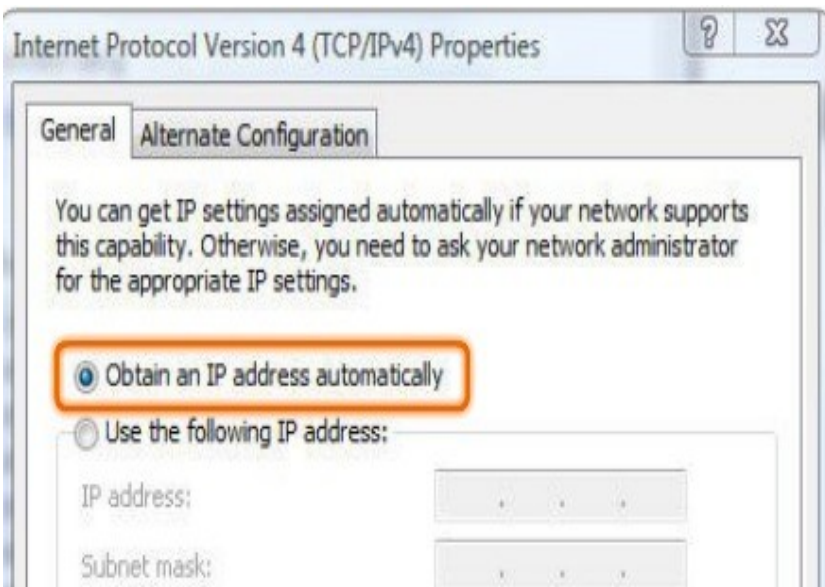 Internet Protocol Version 4 (TCP/IPv4) Properties
General
Alternate Configuration
You can get IP settings assigned automatically if your network supports
this capability. Otherwise, you need to ask your network administrator
for the appropriate IP settings.
Obtain an IP address automatically
Use the following IP address:
IP address:
Subnet mask: